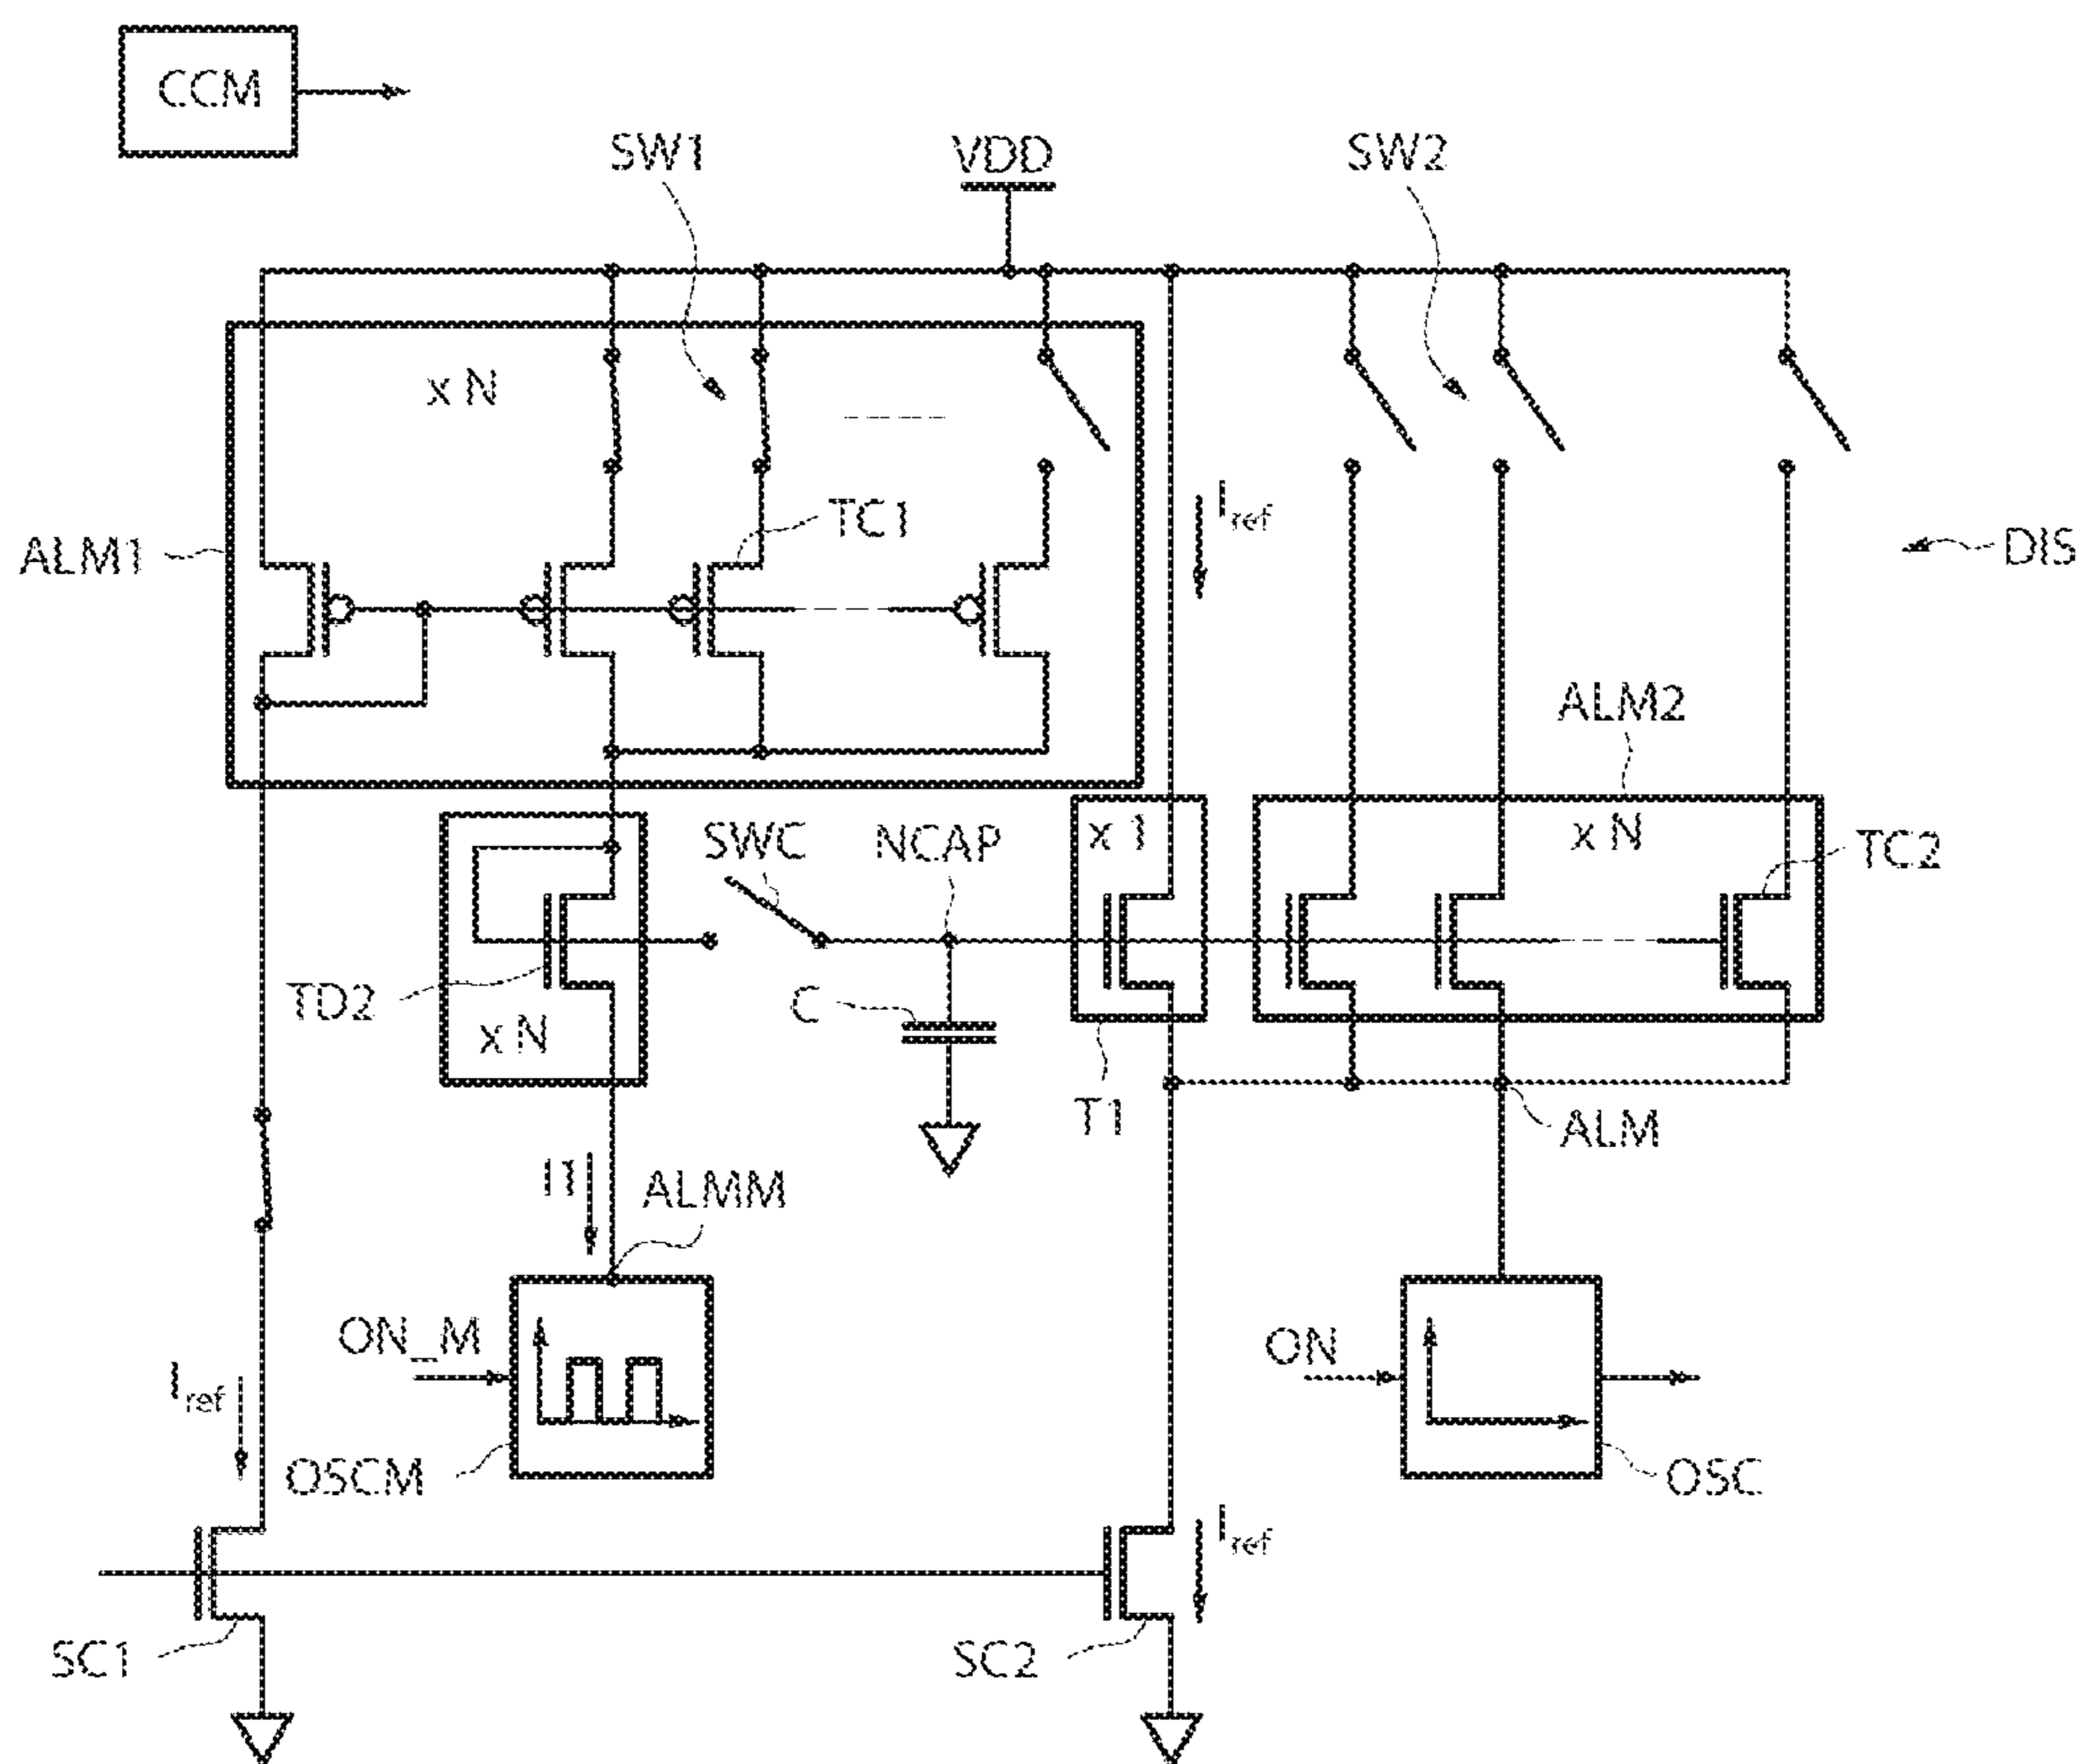 CCM
SW1
VDD
SW2
x N
TC1
Iref
ALM1
DIS
ALM2
SWC
NCAP
x 1
x N
TC2
TD2
x N
C
T1
ALM
I1
ALMM
ON_M
ON
Iref
OSCM
OSC
Iref
SC1
SC2